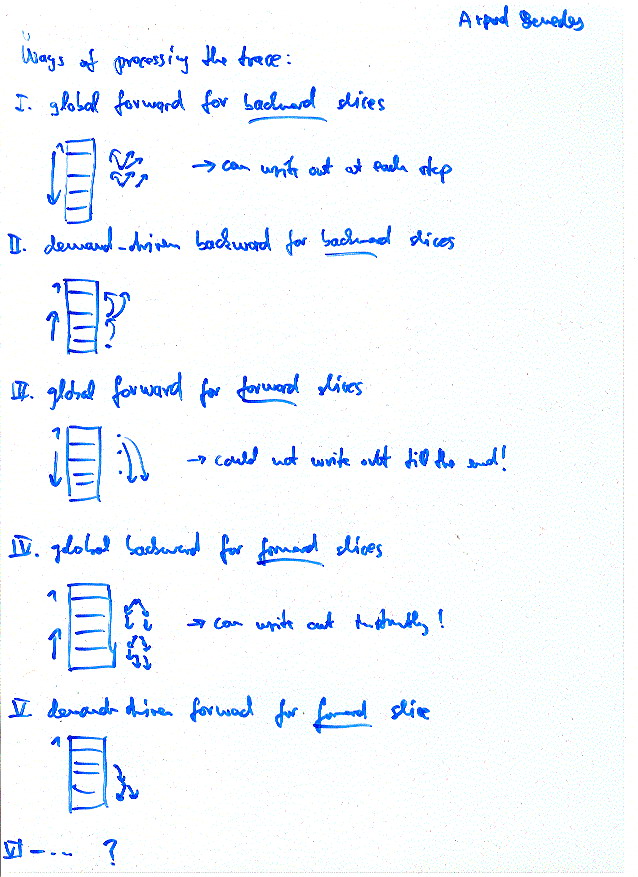 Arpad Beszedes
Ways of processing the trace:
I. global forward for backward slices
→ can write out at each step
II. demand-driven backward for backward slices
III. global forward for forward slices
→ could not write out till the end!
IV. global backward for forward slices
→ can write out instantly!
V demand-driven forward for forward slice
VI - ... ?